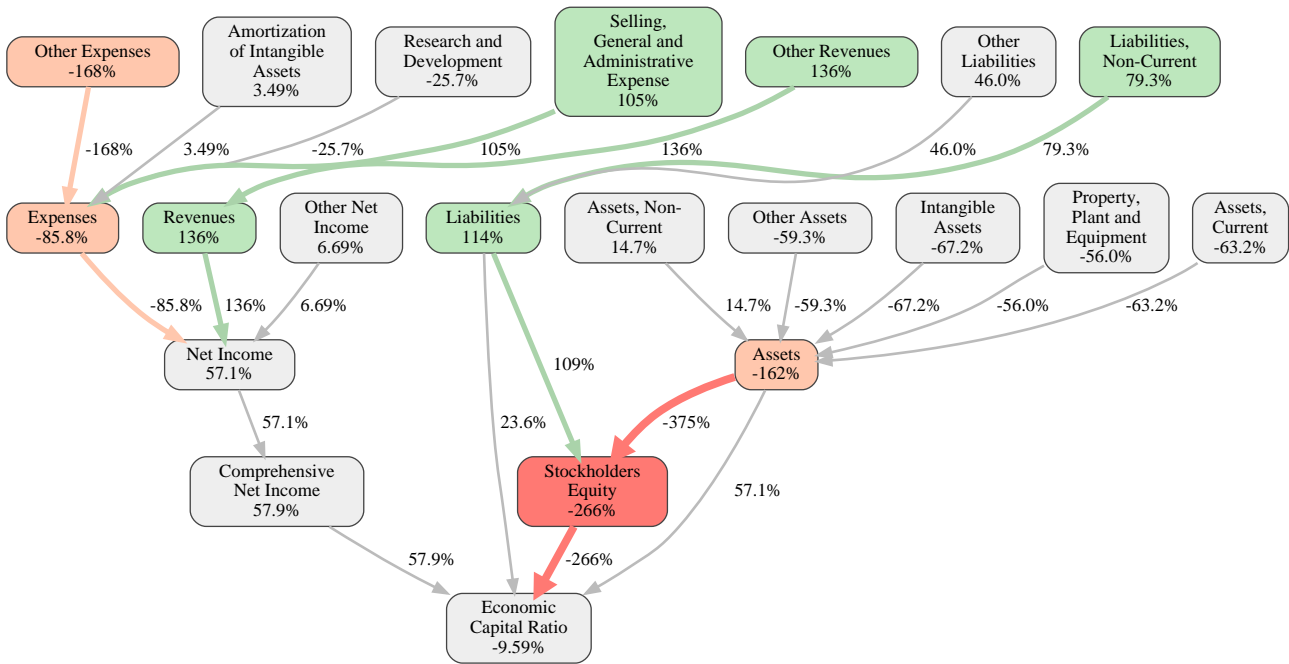 Other Expenses
-168%
Amortization
of Intangible
Assets
3.49%
Research and
Development
-25.7%
Selling,
General and
Administrative
Expense
105%
Other Revenues
136%
Other
Liabilities
46.0%
Liabilities,
Non-Current
79.3%
-168%
3.49%
-25.7%
105%
136%
46.0%
79.3%
Expenses
-85.8%
Revenues
136%
Other Net
Income
6.69%
Liabilities
114%
Assets, Non-
Current
14.7%
Other Assets
-59.3%
Intangible
Assets
-67.2%
Property,
Plant and
Equipment
-56.0%
Assets,
Current
-63.2%
-85.8%
136%
6.69%
14.7%
-59.3%
-67.2%
-56.0%
-63.2%
Net Income
57.1%
109%
Assets
-162%
57.1%
23.6%
-375%
Comprehensive
Net Income
57.9%
Stockholders
Equity
-266%
57.1%
57.9%
-266%
Economic
Capital Ratio
-9.59%